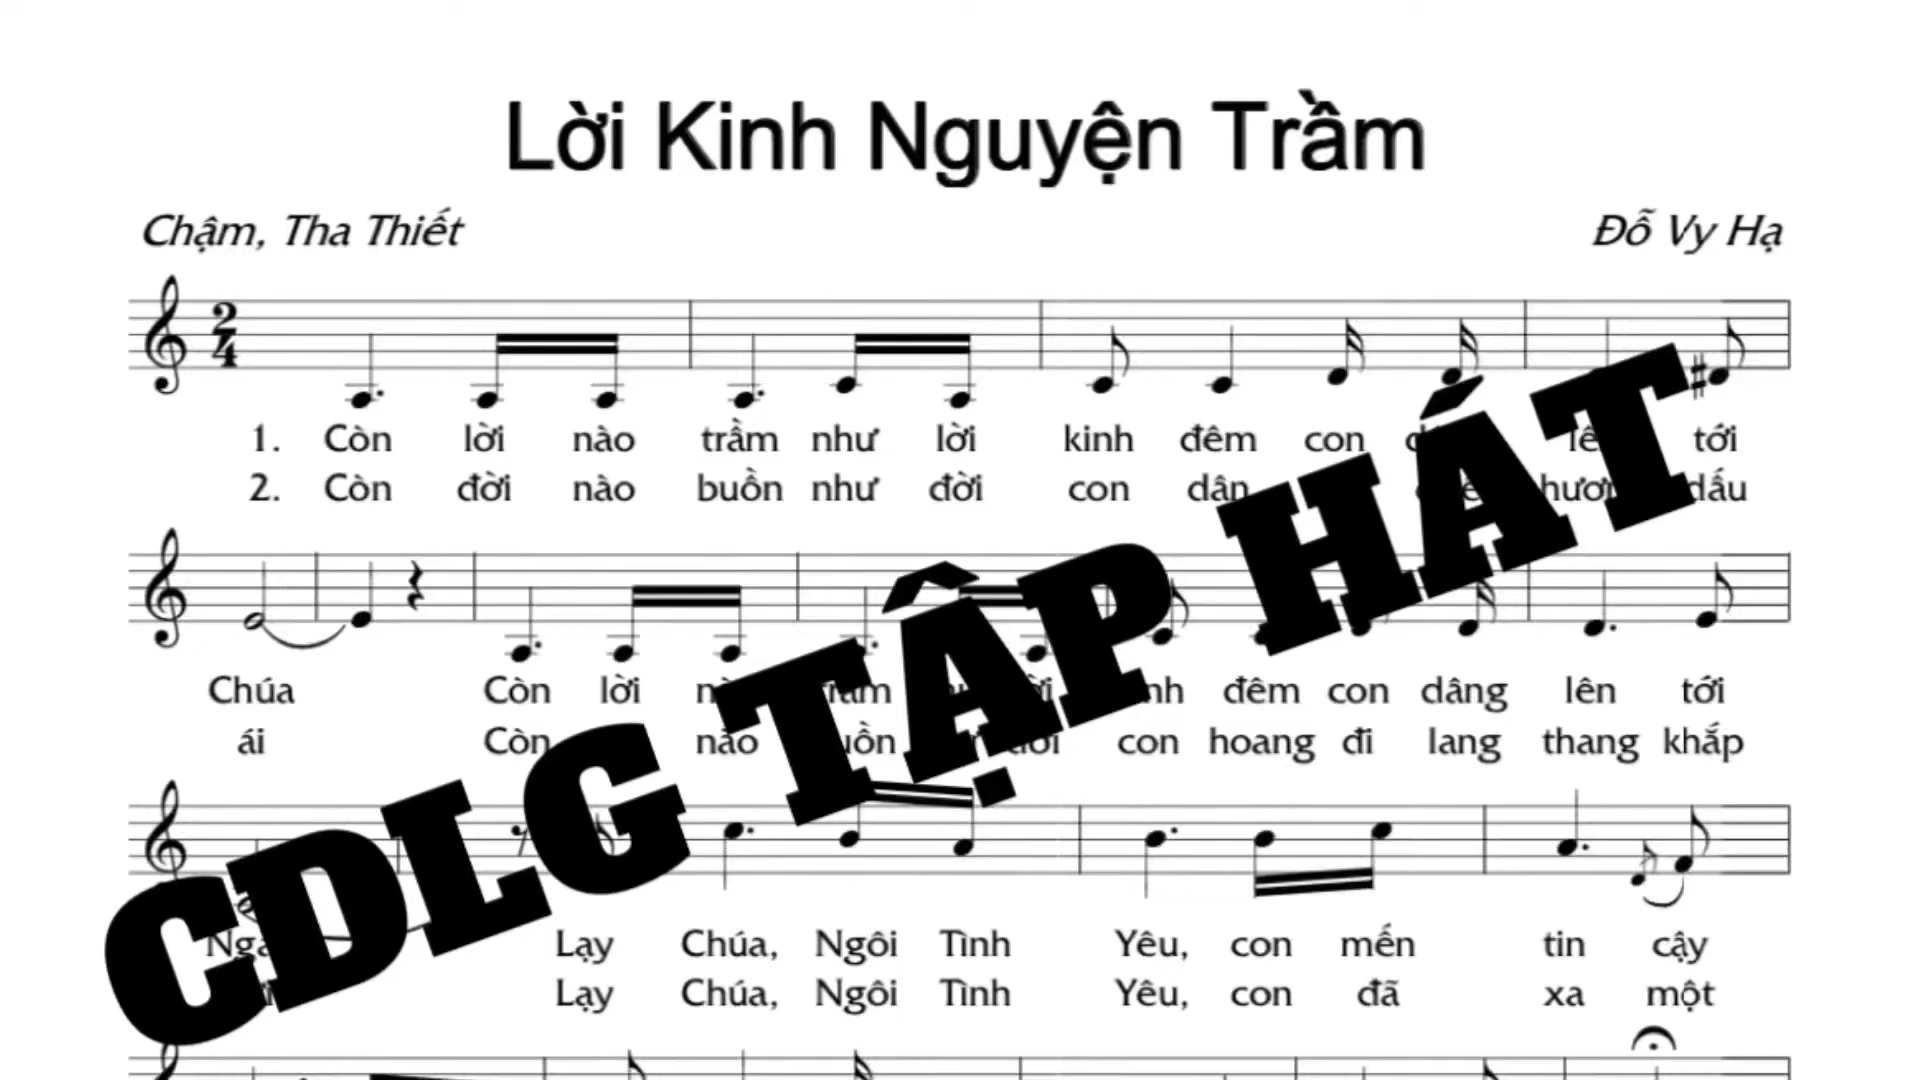 Lời Kinh Nguyện Trầm
Chậm, Tha Thiết
Đỗ Vy Hạ
2
4
1. Còn lời nào trầm như lời kinh đêm con tới
2. Còn đời nào buồn như đời con dân dấu
Chúa Còn lời đêm con dâng lên tới
ái Còn nào con hoang đi lang thang khắp
Lạy Chúa, Ngôi Tình Yêu, con mến tin cậy
Lạy Chúa, Ngôi Tình Yêu, con đã xa một
CDLG TẬP HÁT